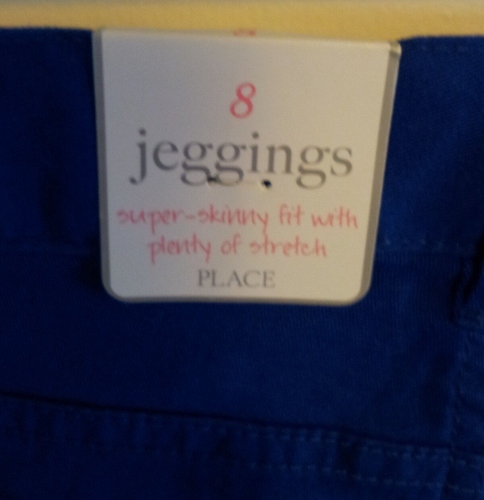 8
jeggings
super-skinny fit with
plenty of stretch
PLACE